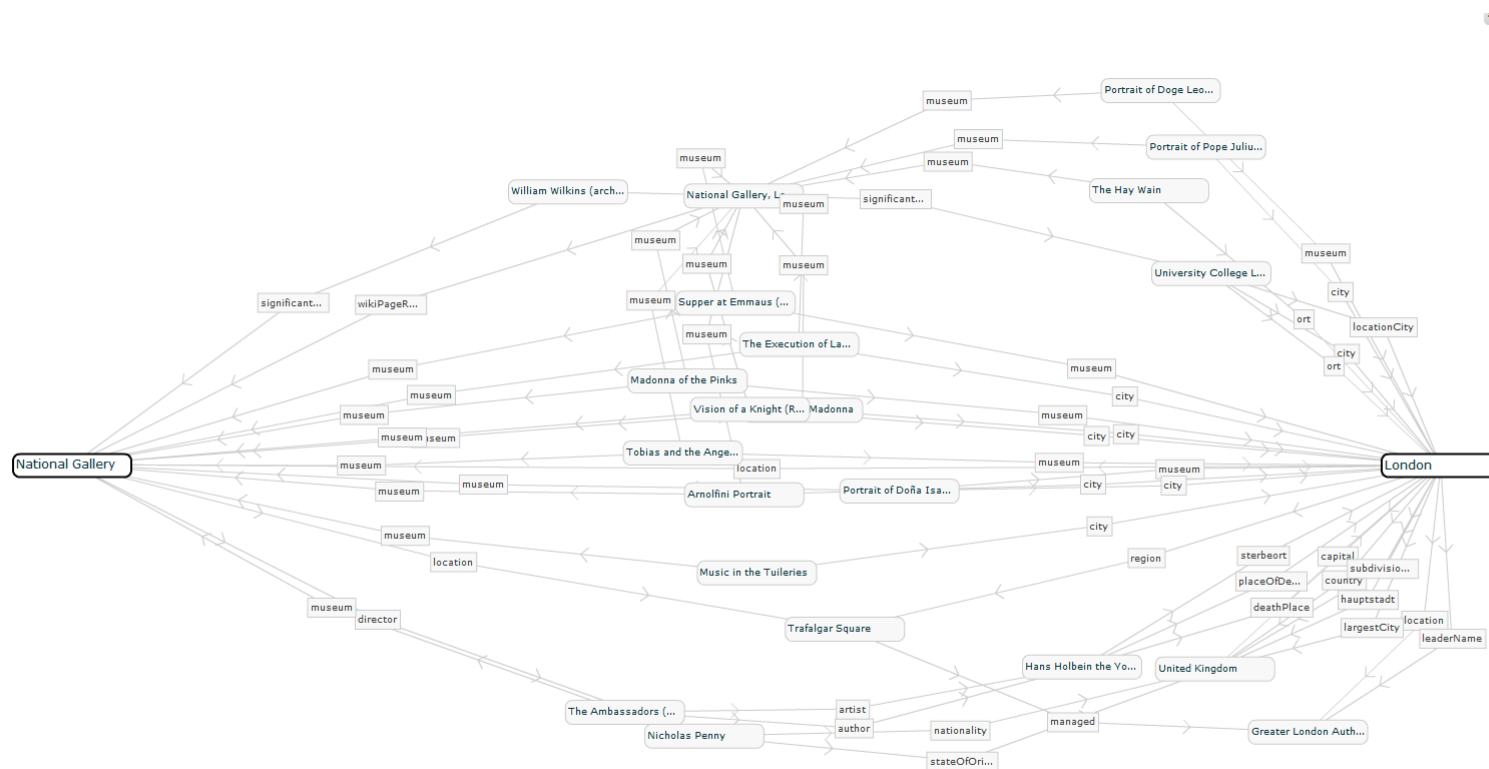 Portrait of Doge Leo...
museum
museum
Portrait of Pope Juliu...
museum
museum
William Wilkins (arch...
National Gallery, L
The Hay Wain
significant...
museum
museum
museum
museum
museum
University College L...
city
significant...
wikiPageR...
museum
Supper at Emmaus (...
ort
locationCity
museum
The Execution of La...
city
ort
museum
museum
Madonna of the Pinks
city
museum
museum
Vision of a Knight (R...
Madonna
museum
museum
city
city
Tobias and the Ange...
National Gallery
museum
location
museum
museum
London
museum
museum
Arnolfini Portrait
Portrait of Doña Isa...
city
city
museum
city
location
Music in the Tuileries
region
sterbeort
capital
subdivisio...
placeOfDe...
country
museum
deathPlace
hauptstadt
director
Trafalgar Square
largestCity
location
leaderName
Hans Holbein the Yo...
United Kingdom
The Ambassadors (...
artist
author
managed
Nicholas Penny
nationality
Greater London Auth...
stateOfOri...